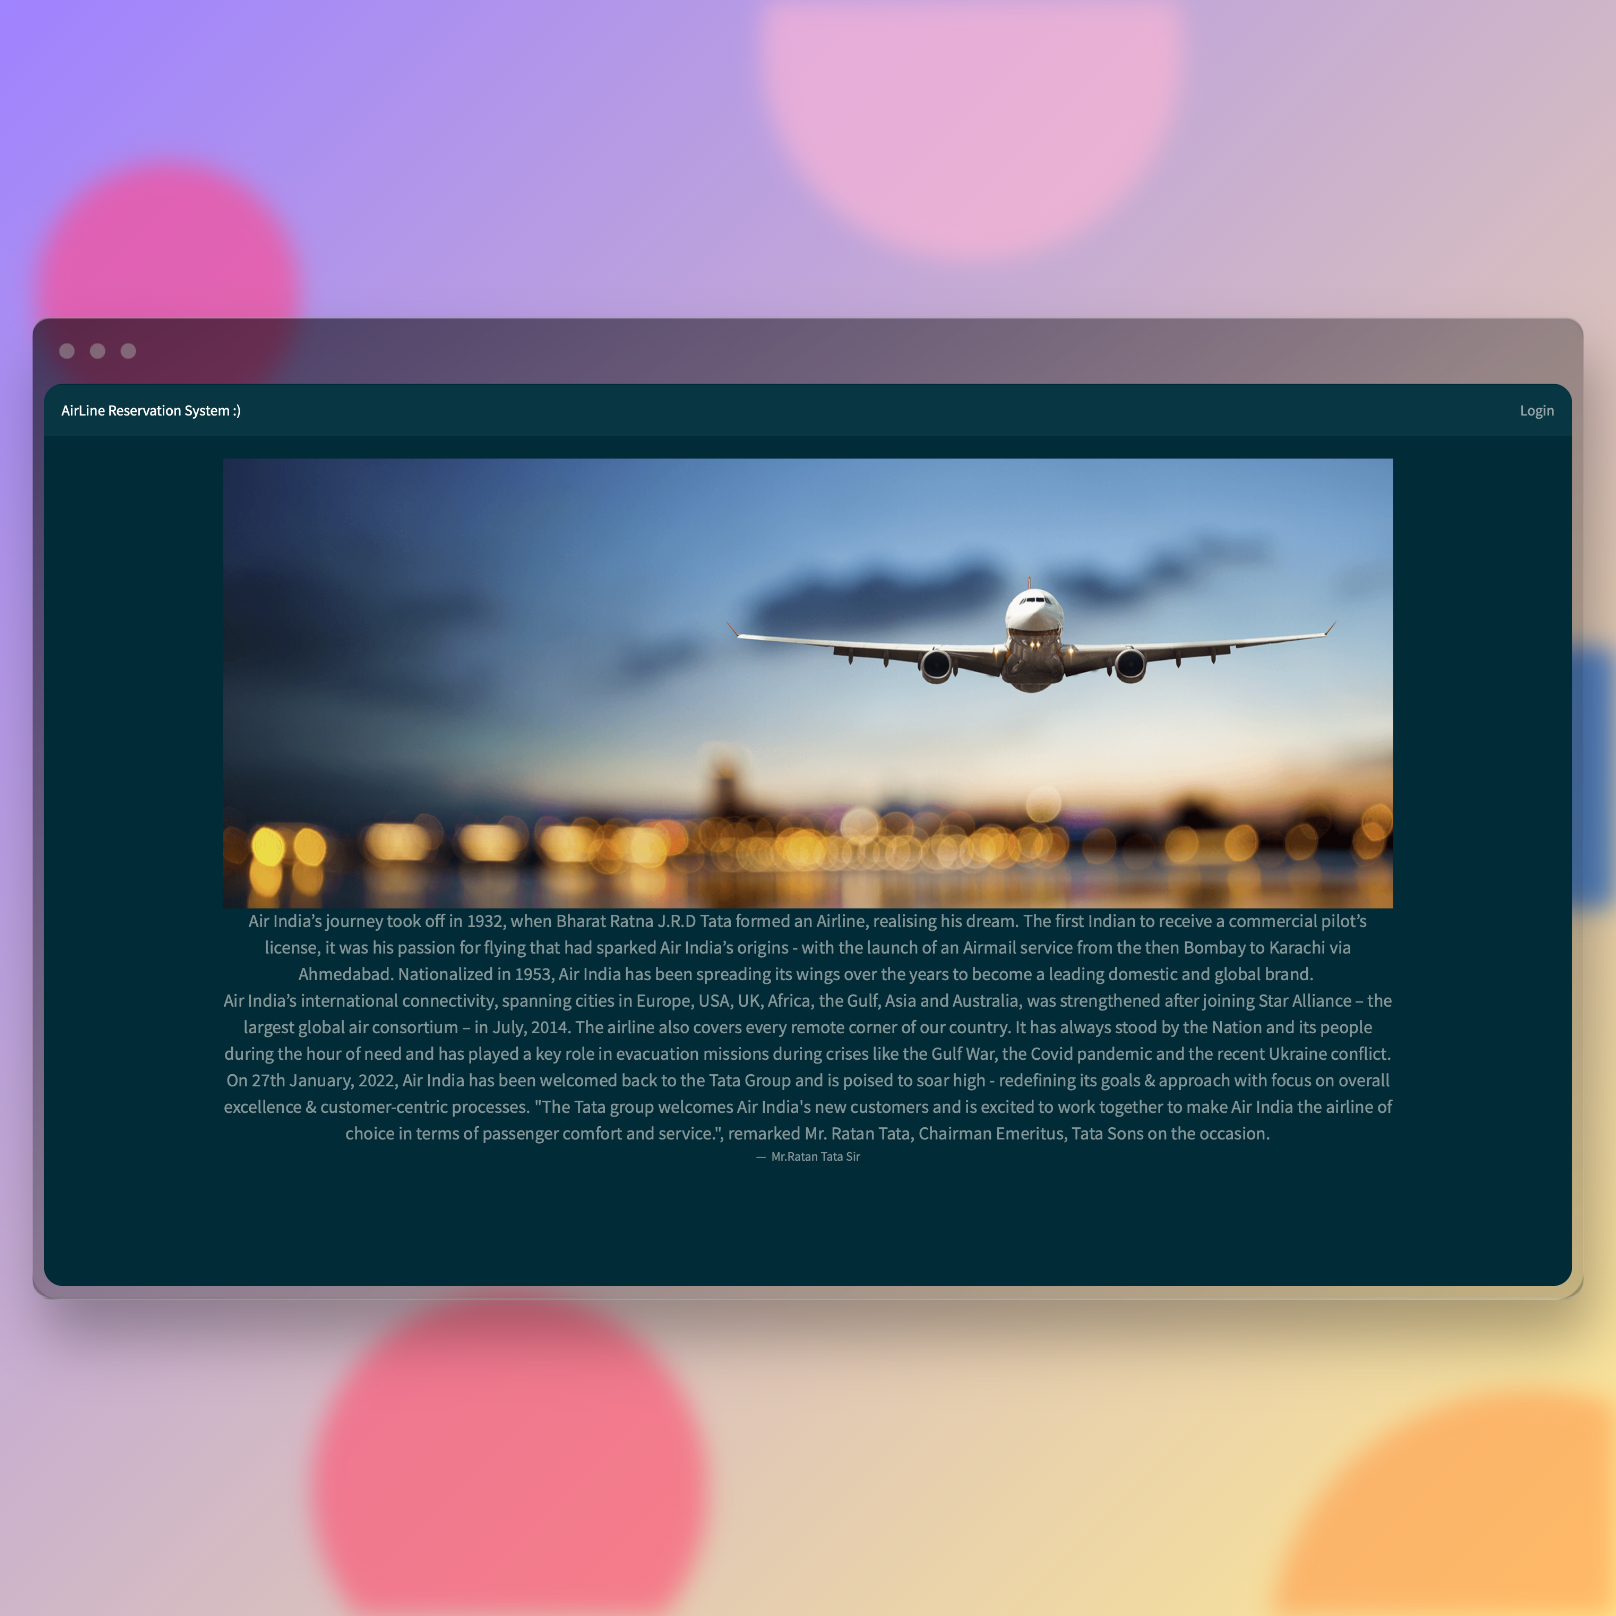 AirLine Reservation System :)
Login
Air India’s journey took off in 1932, when Bharat Ratna J.R.D Tata formed an Airline, realising his dream. The first Indian to receive a commercial pilot’s
license, it was his passion for flying that had sparked Air India’s origins - with the launch of an Airmail service from the then Bombay to Karachi via
Ahmedabad. Nationalized in 1953, Air India has been spreading its wings over the years to become a leading domestic and global brand.
Air India’s international connectivity, spanning cities in Europe, USA, UK, Africa, the Gulf, Asia and Australia, was strengthened after joining Star Alliance – the
largest global air consortium – in July, 2014. The airline also covers every remote corner of our country. It has always stood by the Nation and its people
during the hour of need and has played a key role in evacuation missions during crises like the Gulf War, the Covid pandemic and the recent Ukraine conflict.
On 27th January, 2022, Air India has been welcomed back to the Tata Group and is poised to soar high - redefining its goals & approach with focus on overall
excellence & customer-centric processes. "The Tata group welcomes Air India's new customers and is excited to work together to make Air India the airline of
choice in terms of passenger comfort and service.", remarked Mr. Ratan Tata, Chairman Emeritus, Tata Sons on the occasion.
— Mr.Ratan Tata Sir